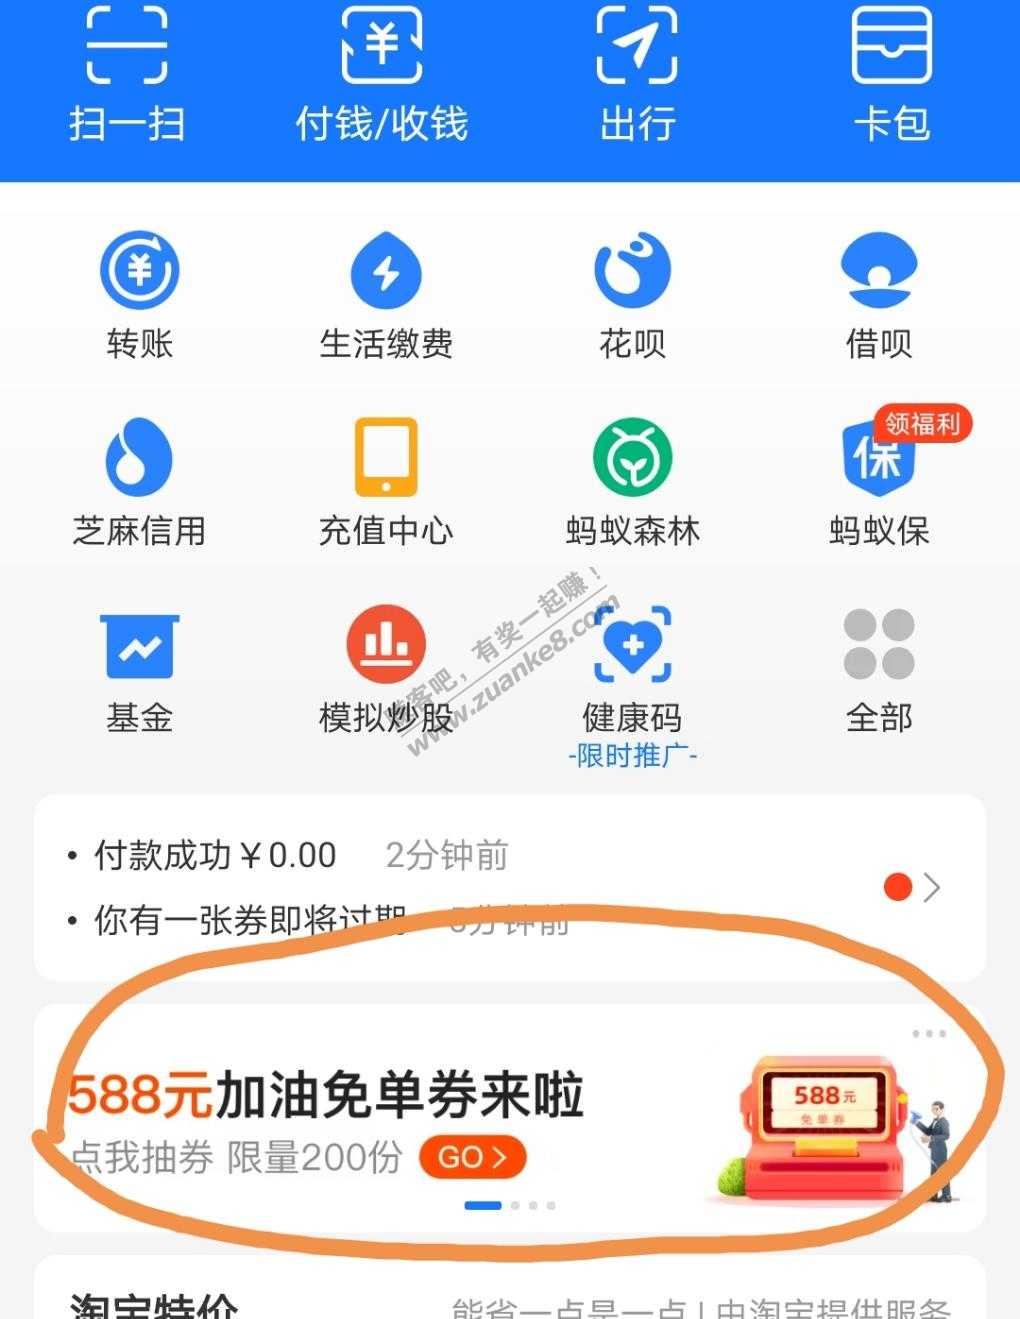 扫一扫 付钱/收钱 出行 卡包
转账 生活缴费 花呗 借呗
领福利
保
芝麻信用 充值中心 蚂蚁森林 蚂蚁保
基金 模拟炒股 健康码 全部
-限时推广-
赚客吧，有奖一起赚！
www.zuanke8.com
• 付款成功￥0.00 2分钟前
• 你有一张券即将过期 分钟前
588元加油免单券来啦
588元
免单券
点我抽券 限量200份 GO >
淘宝特价 能省一点是一点 | 由淘宝提供服务